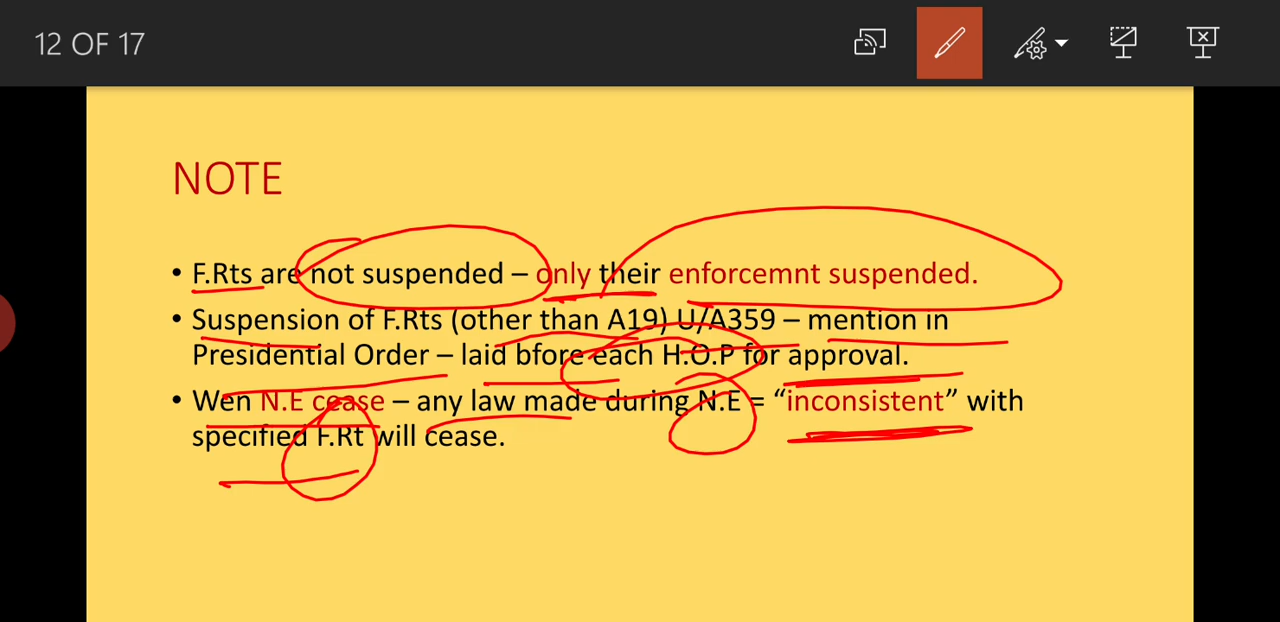 12 OF 17
NOTE
• F.Rts are not suspended – only their enforcemnt suspended.
• Suspension of F.Rts (other than A19) U/A359 – mention in
Presidential Order – laid bfore each H.O.P for approval.
• Wen N.E cease – any law made during N.E = “inconsistent” with
specified F.Rt will cease.